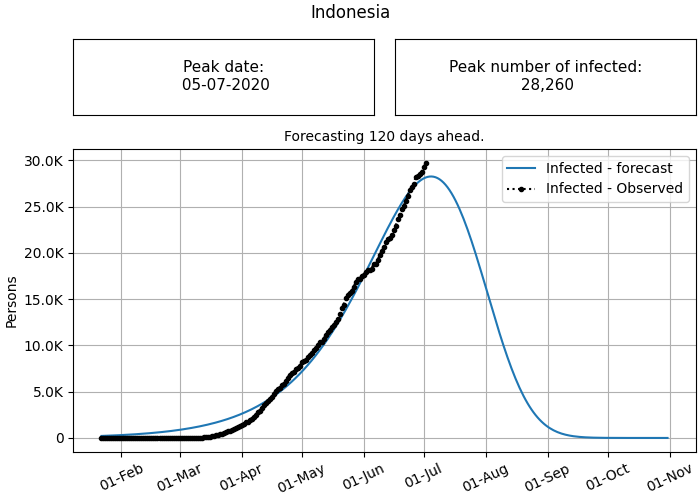 Indonesia
Peak date:
05-07-2020
Peak number of infected:
28,260
Forecasting 120 days ahead.
Infected - forecast
Infected - Observed
Persons
30.0K
25.0K
20.0K
15.0K
10.0K
5.0K
0
01-Feb
01-Mar
01-Apr
01-May
01-Jun
01-Jul
01-Aug
01-Sep
01-Oct
01-Nov